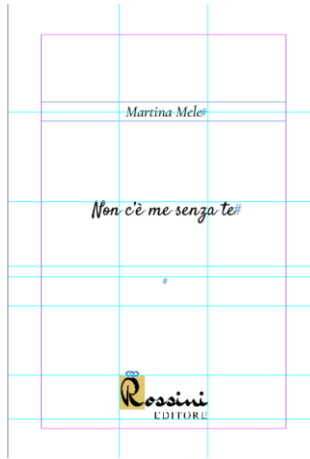 Martina Mele#
Non c'è me senza te#
#
Rossini
EDITORE